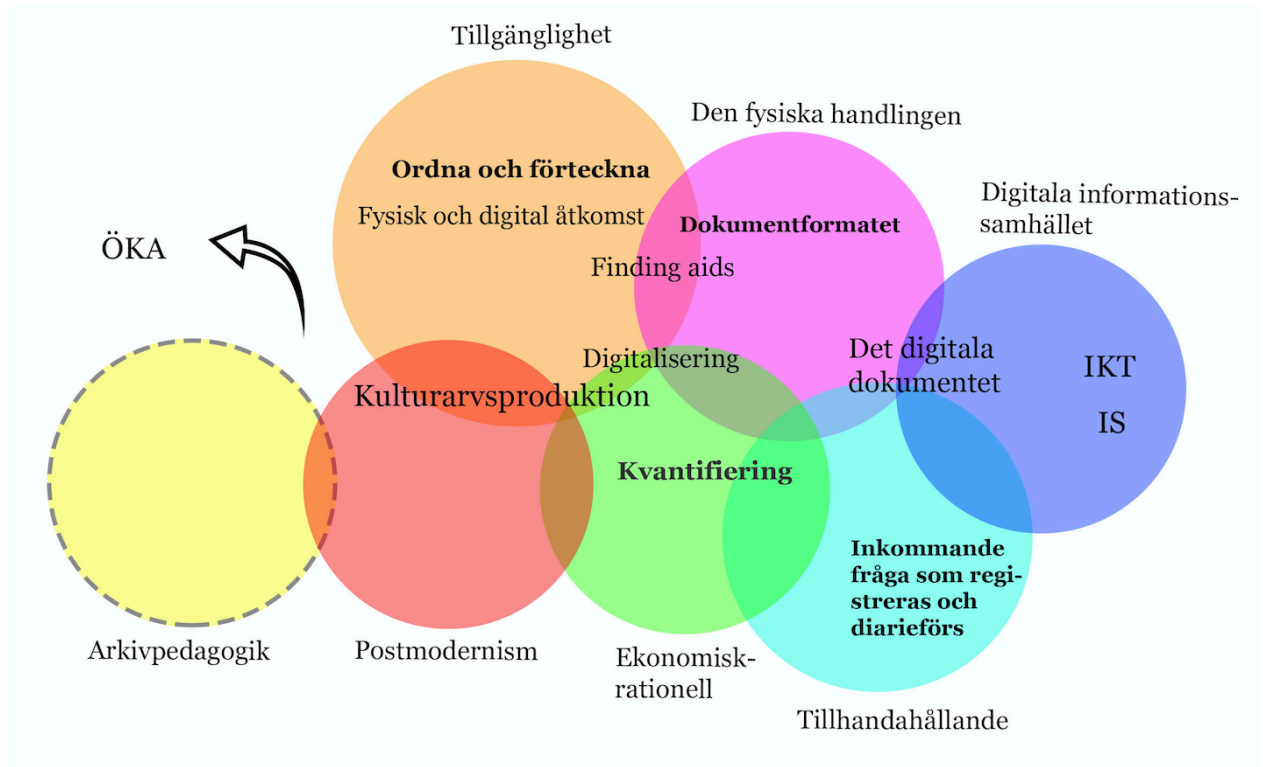 Tillgänglighet
Den fysiska handlingen
Ordna och förteckna
Fysisk och digital åtkomst
Dokumentformatet
Digitala informations-
samhället
ÖKA
Finding aids
Digitalisering
Det digitala
dokumentet
IKT
IS
Kulturarvsproduktion
Kvantifiering
Inkommande
fråga som regi-
streras och
diarieförs
Arkivpedagogik
Postmodernism
Ekonomisk-
rationell
Tillhandahållande